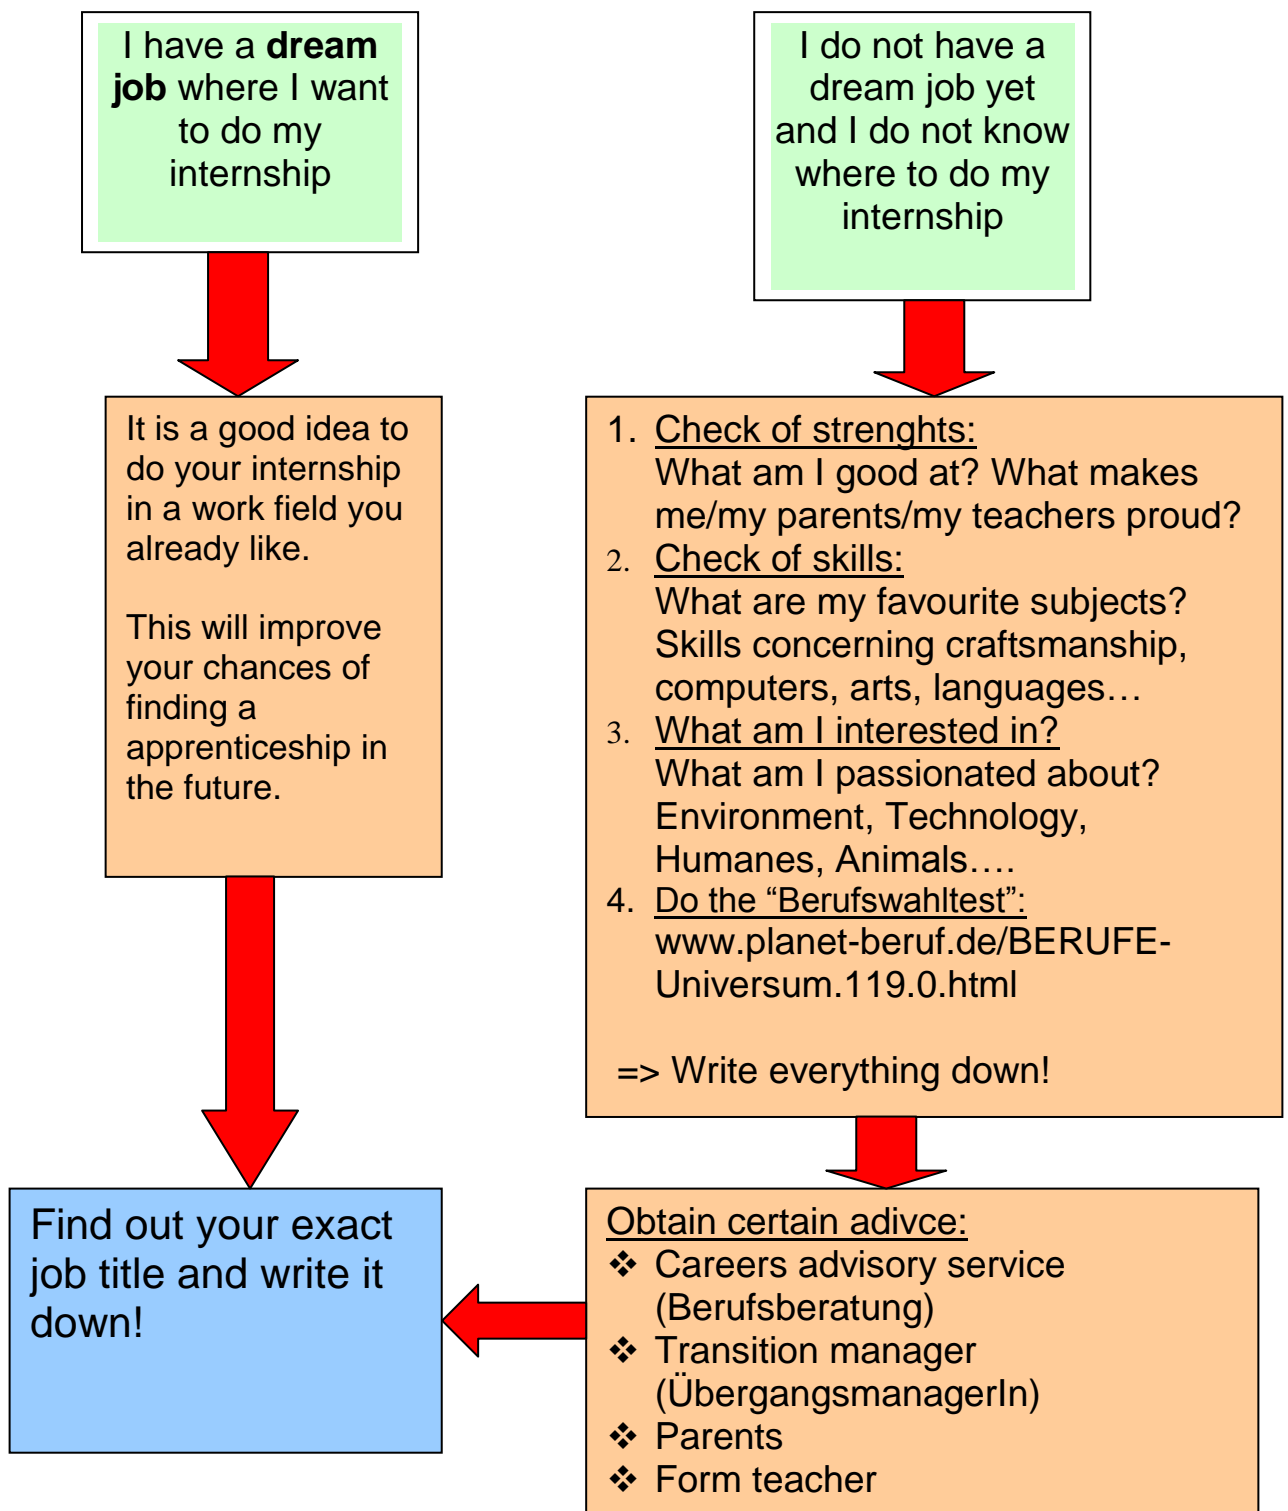 I have a dream
job where I want
to do my
internship
I do not have a
dream job yet
and I do not know
where to do my
internship
It is a good idea to
do your internship
in a work field you
already like.
This will improve
your chances of
finding a
apprenticeship in
the future.
1. Check of strenghts:
What am I good at? What makes
me/my parents/my teachers proud?
2. Check of skills:
What are my favourite subjects?
Skills concerning craftsmanship,
computers, arts, languages…
3. What am I interested in?
What am I passionated about?
Environment, Technology,
Humanes, Animals….
4. Do the “Berufswahltest”:
www.planet-beruf.de/BERUFE-
Universum.119.0.html
=> Write everything down!
Find out your exact
job title and write it
down!
Obtain certain adivce:
❖ Careers advisory service
(Berufsberatung)
❖ Transition manager
(ÜbergangsmanagerIn)
❖ Parents
❖ Form teacher